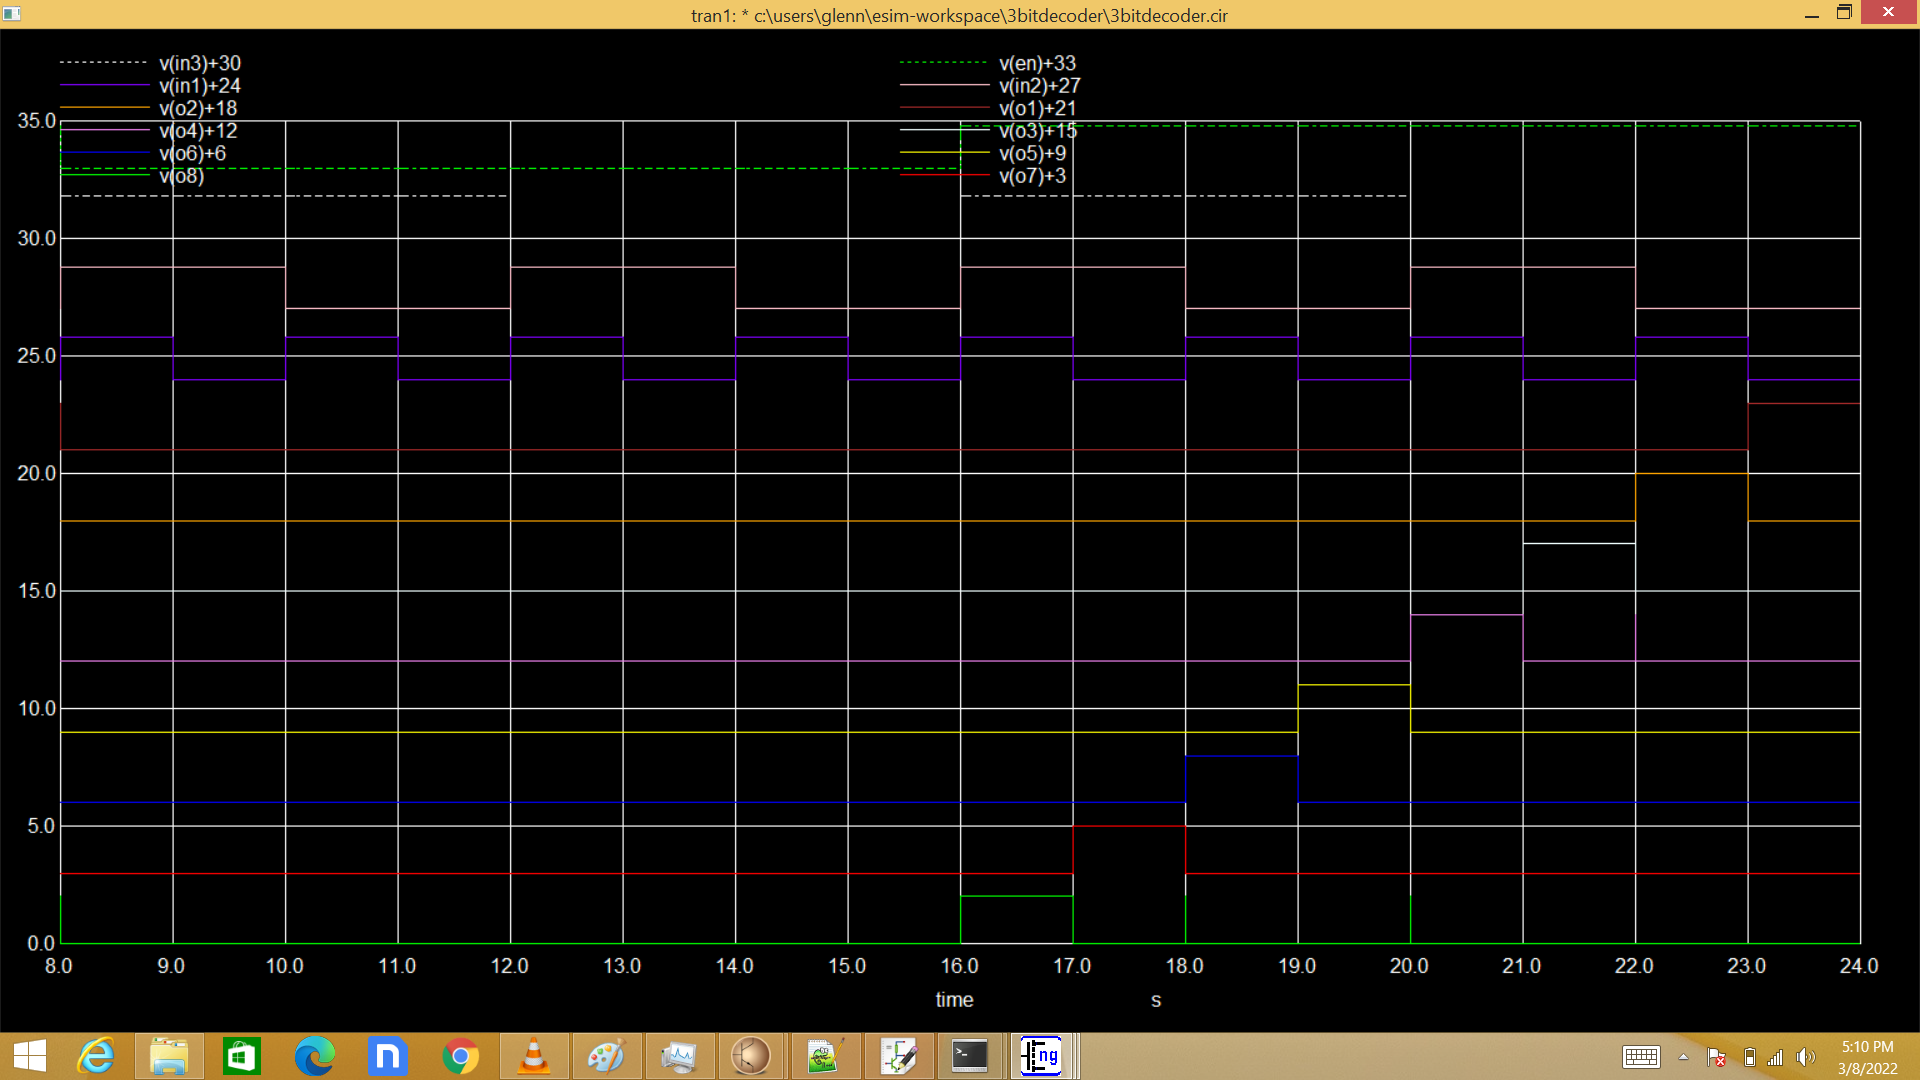 tran1: * c:\users\glenn\esim-workspace\3bitdecoder\3bitdecoder.cir
v(in3)+30
v(en)+33
v(in1)+24
v(in2)+27
v(o2)+18
v(o1)+21
v(o4)+12
v(o3)+15
v(o6)+6
v(o5)+9
v(o8)
v(o7)+3
35.0
30.0
25.0
20.0
15.0
10.0
5.0
0.0
8.0 9.0 10.0 11.0 12.0 13.0 14.0 15.0 16.0 17.0 18.0 19.0 20.0 21.0 22.0 23.0 24.0
time s
n
>_
ng
5:10 PM
3/8/2022